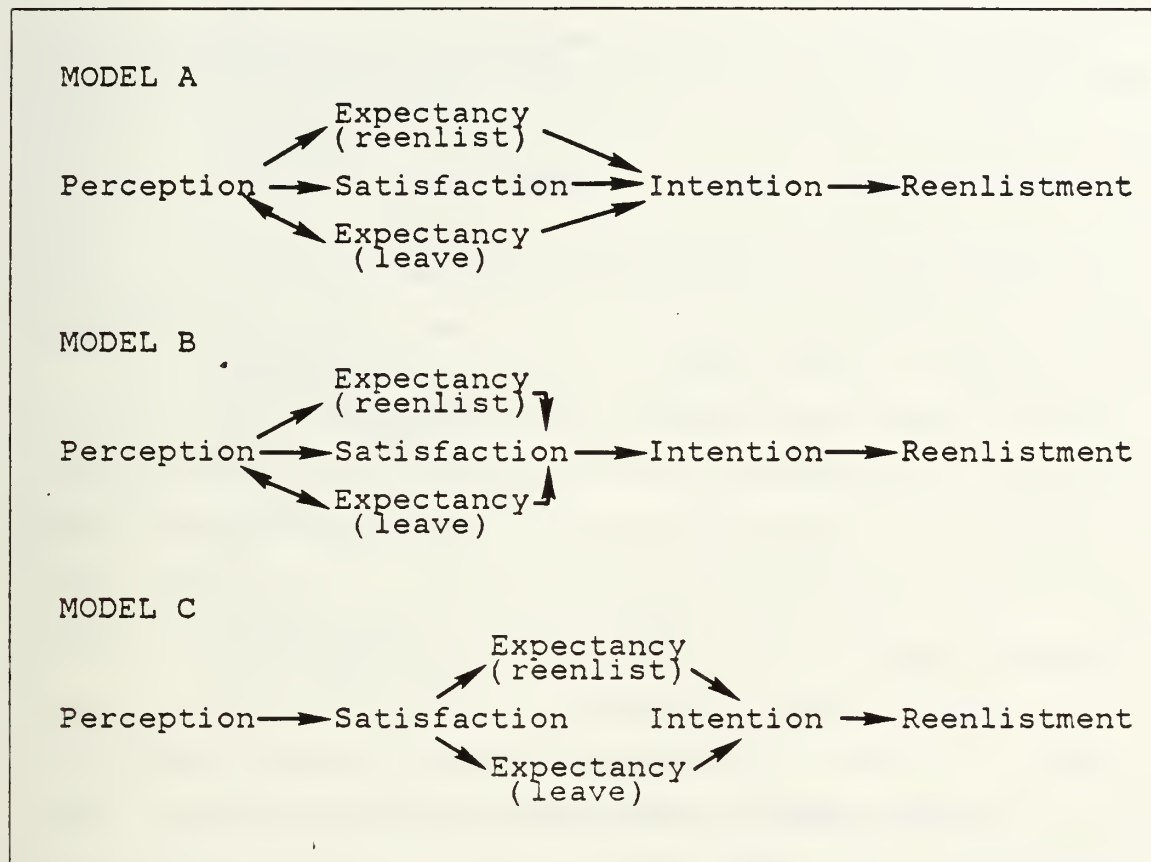 MODEL A
Expectancy
(reenlist)
Perception Satisfaction Intention Reenlistment
Expectancy
(leave)
MODEL B
Expectancy
(reenlist)
Perception Satisfaction Intention Reenlistment
Expectancy
(leave)
MODEL C
Expectancy
(reenlist)
Perception Satisfaction Intention Reenlistment
Expectancy
(leave)